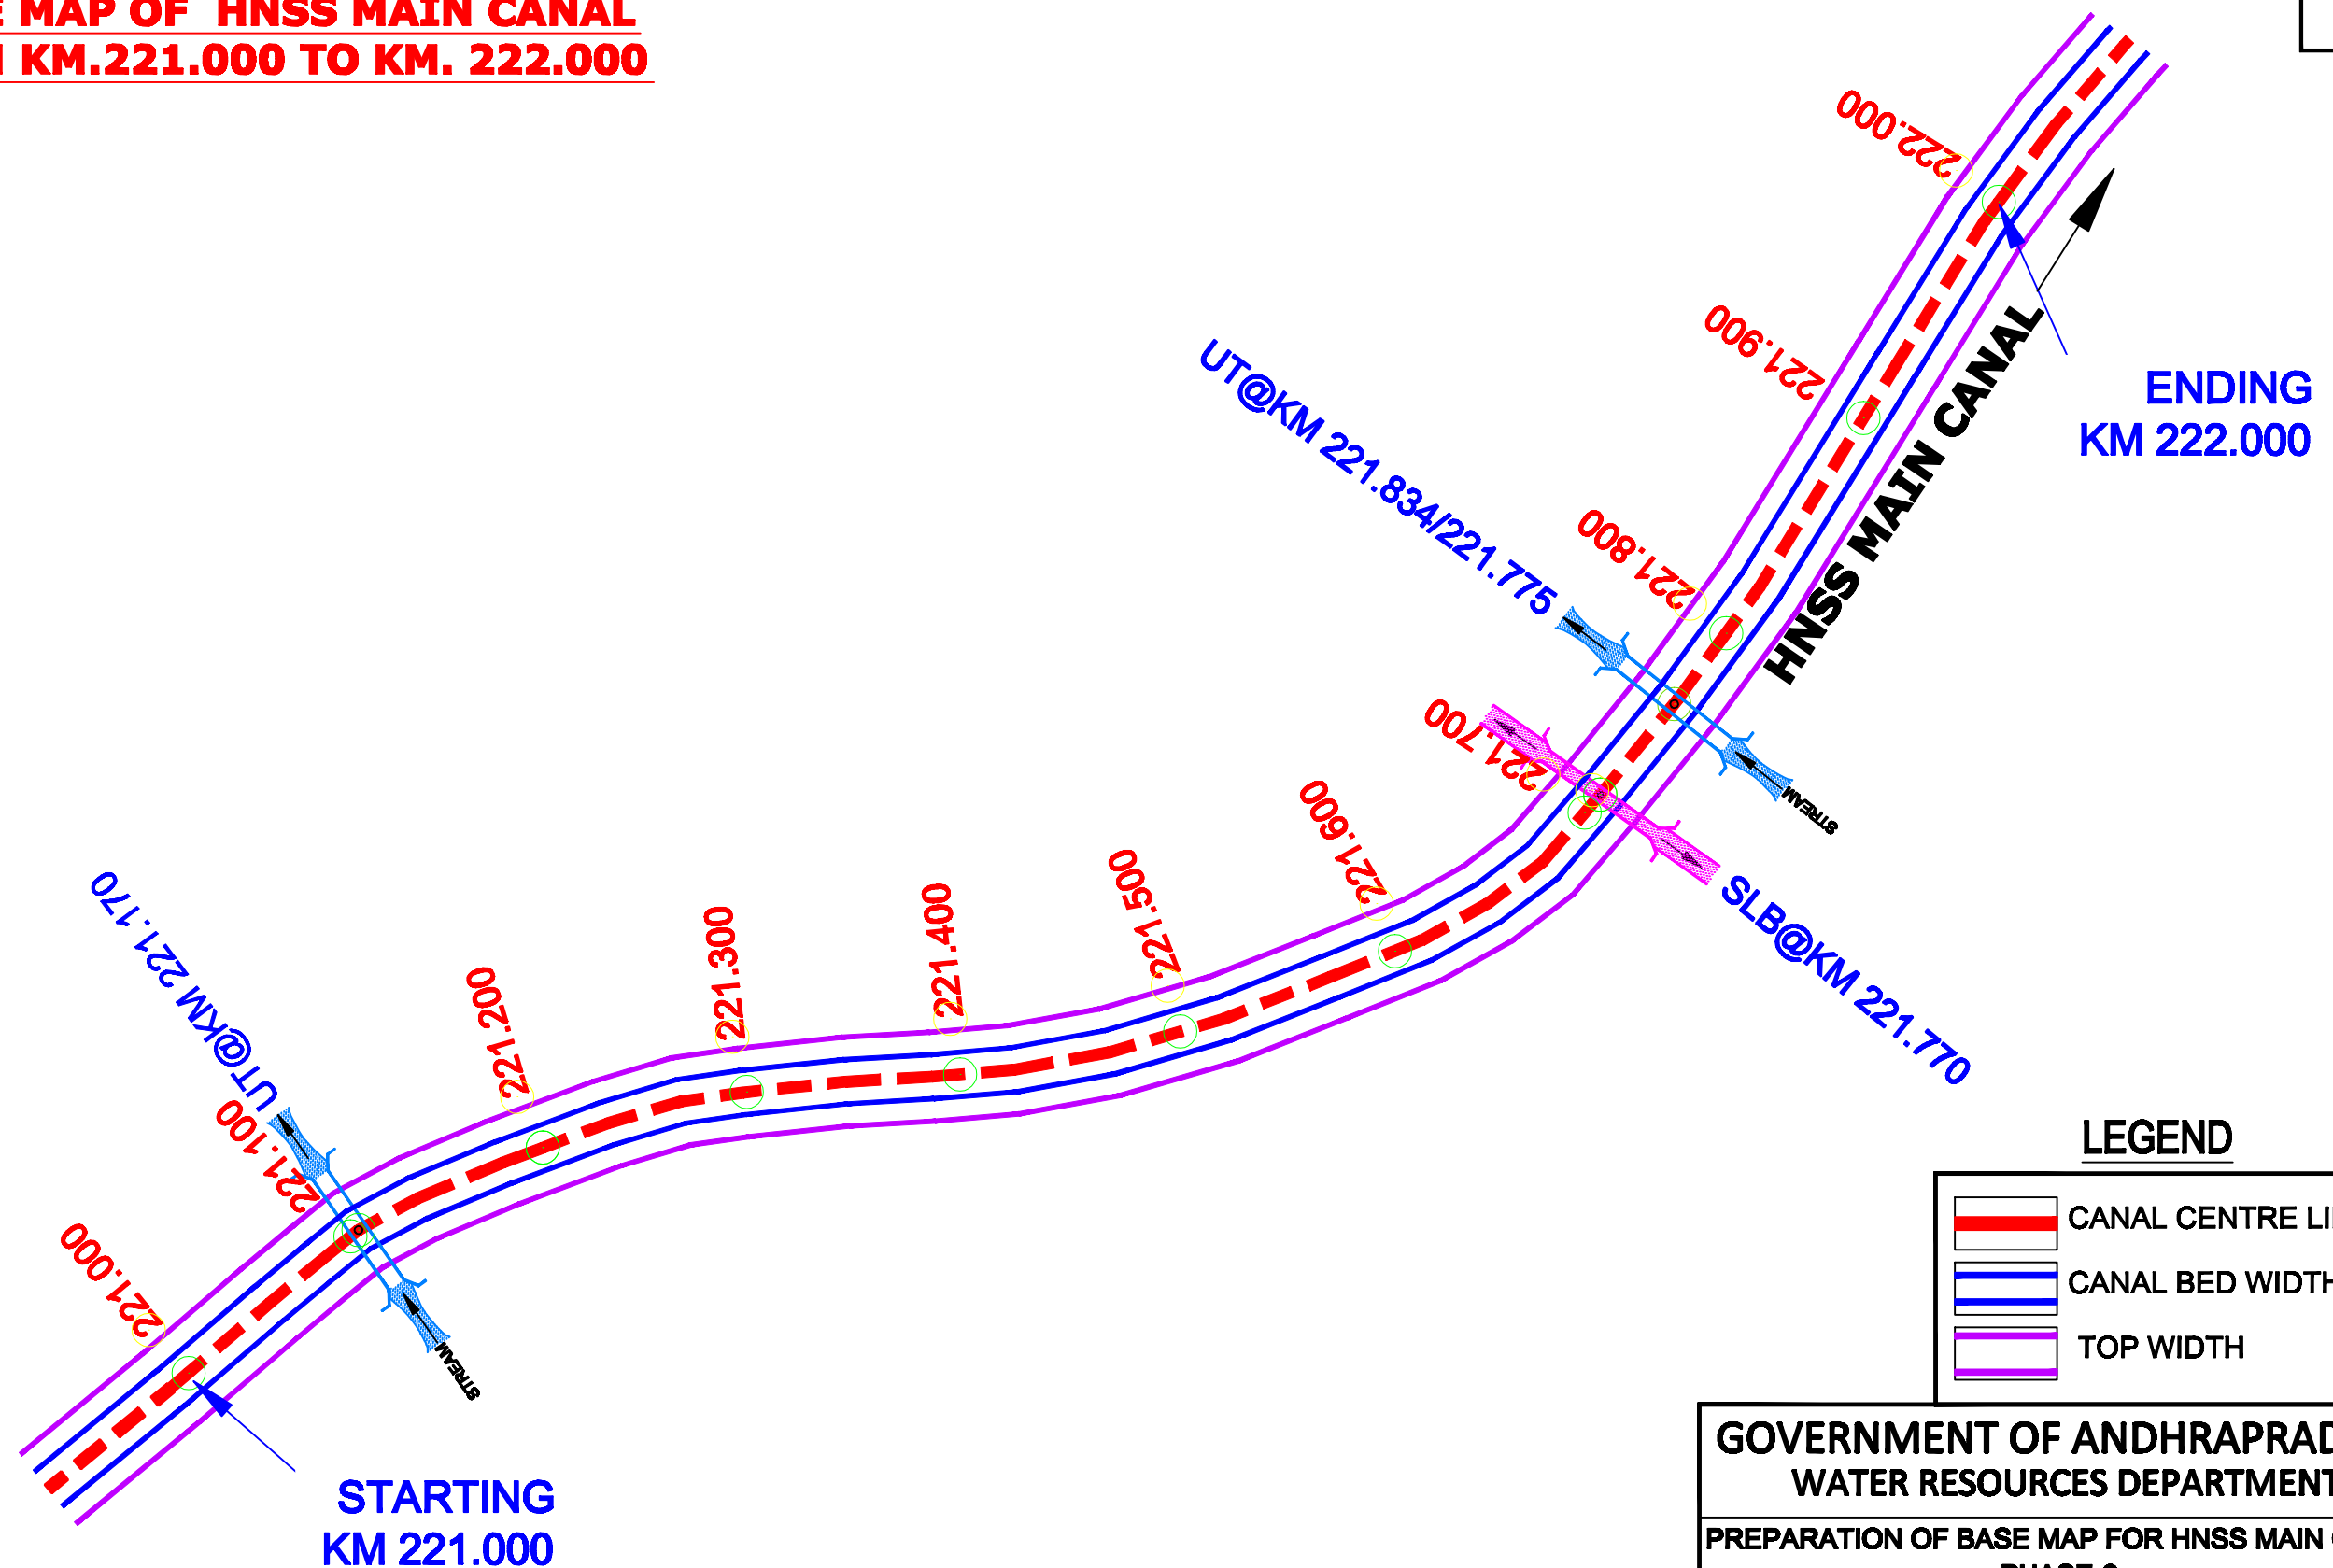 MAP OF HNSS MAIN CANAL
KM.221.000 TO KM. 222.000
222.000
221.900
ENDING
KM 222.000
HNSS MAIN CANAL
UT@KM 221.834/221.775
221.800
221.700
STREAM
SLB@KM 221.770
221.600
221.500
221.400
221.300
221.200
UT@KM 221.170
221.100
221.000
STREAM
STARTING
KM 221.000
LEGEND
CANAL CENTRE
CANAL BED WIDTH
TOP WIDTH
GOVERNMENT OF
WATER RESOURCES DEPARTMENT
PREPARATION OF BASE MAP FOR HNSS MAIN